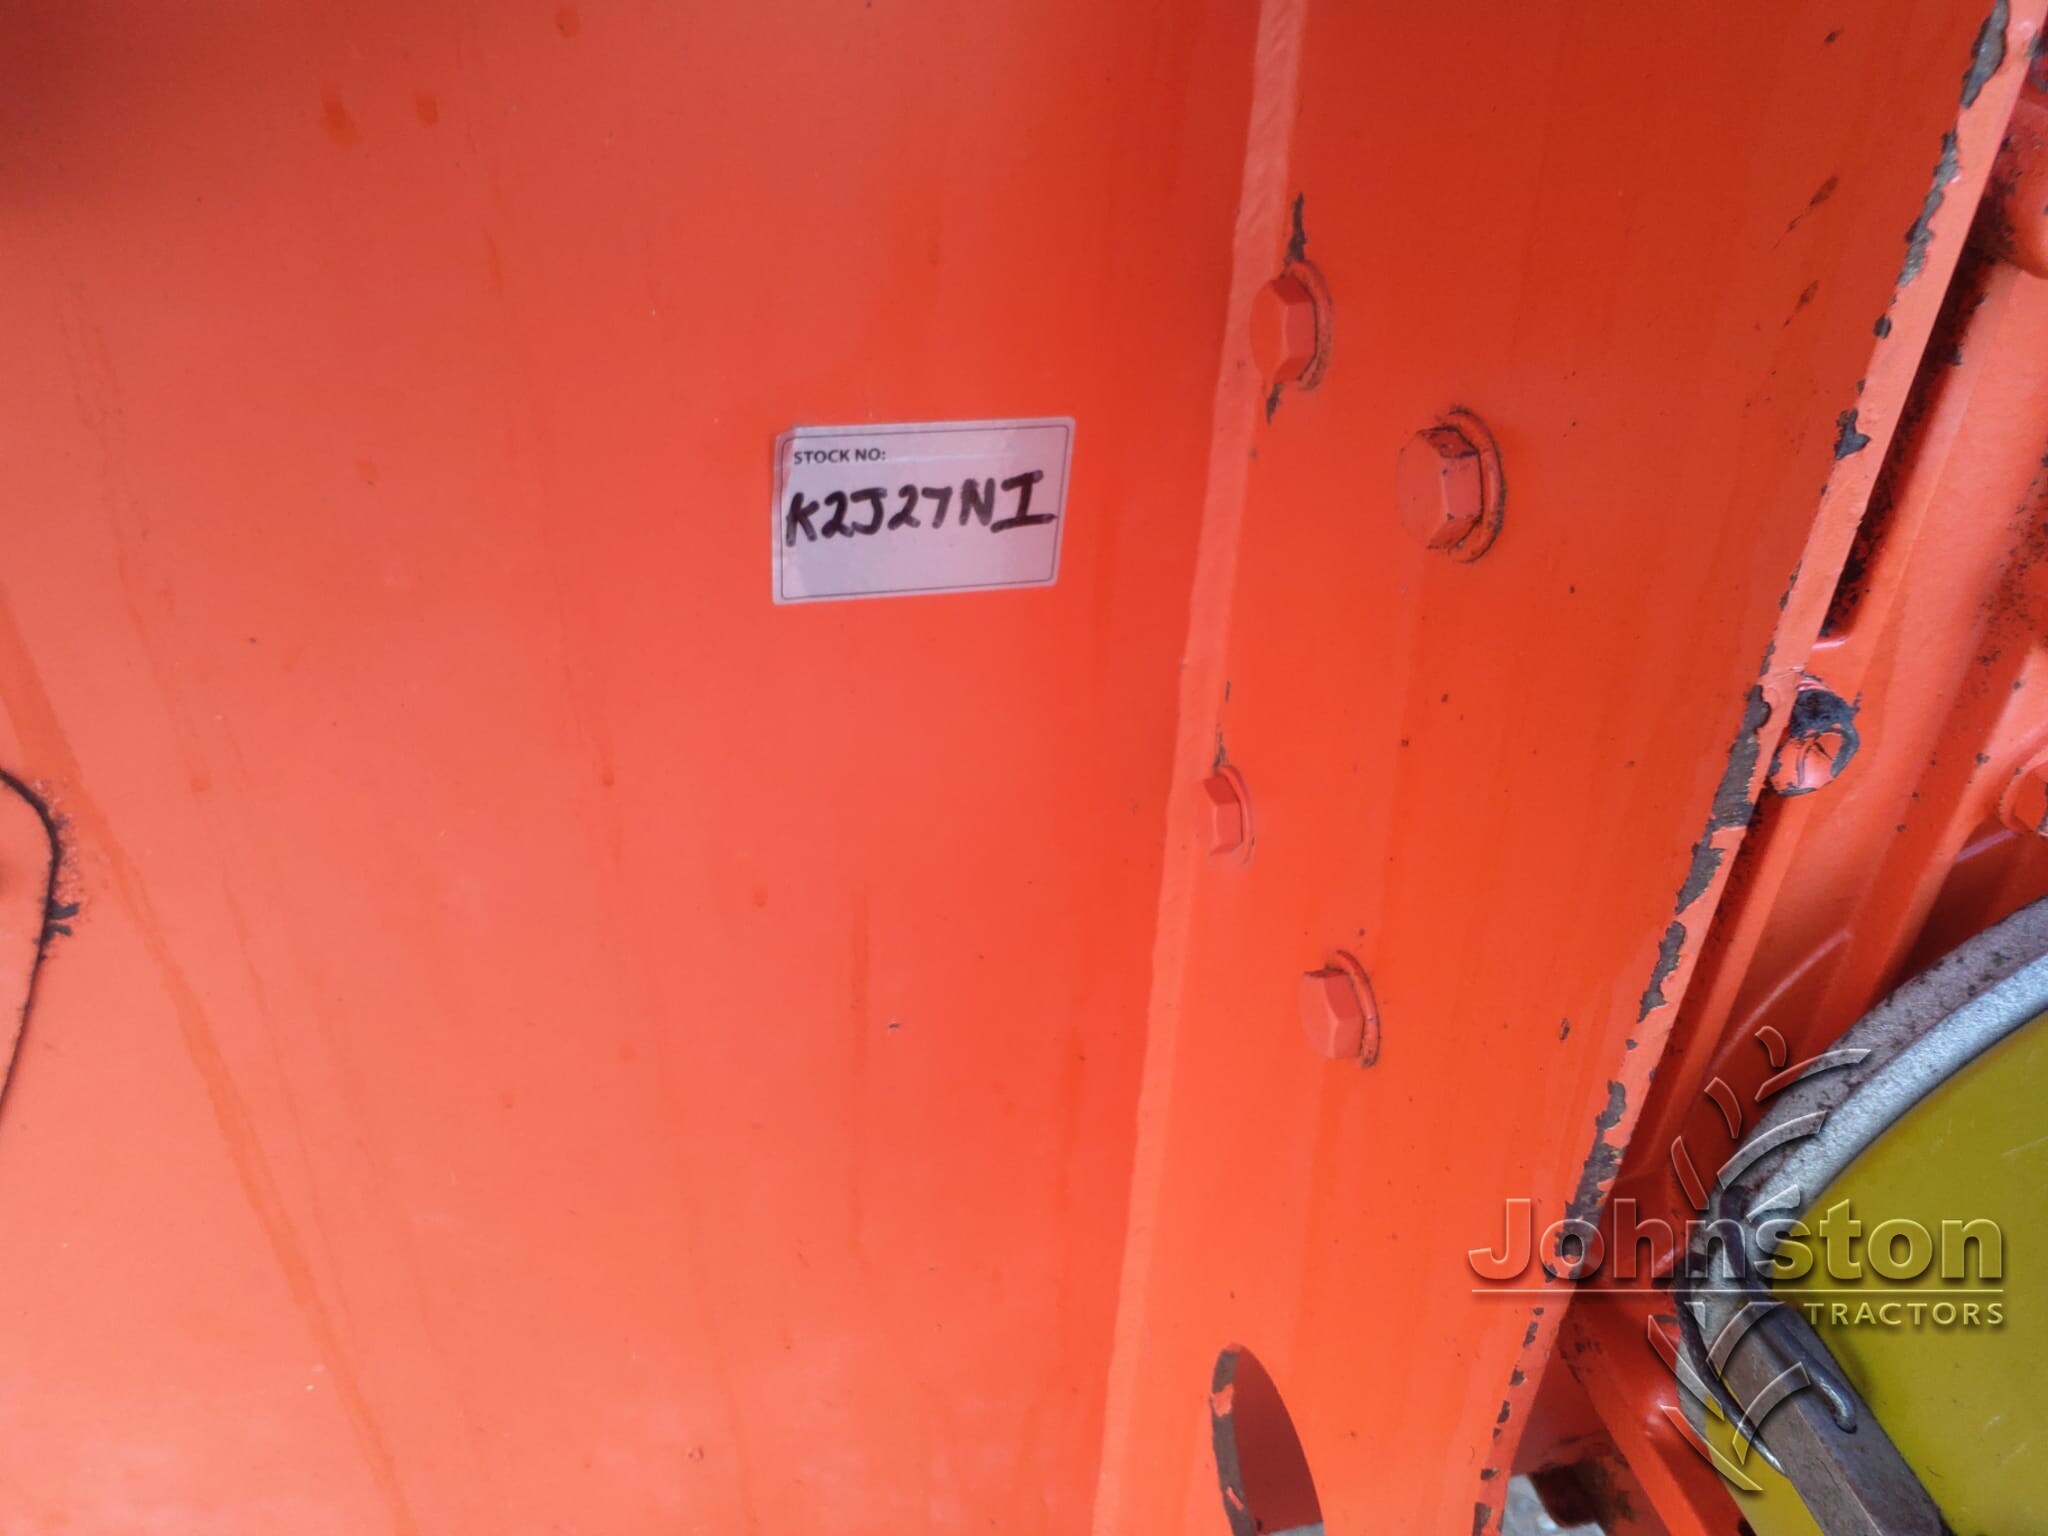 STOCK NO:
K2J27NI
Johnston
TRACTORS